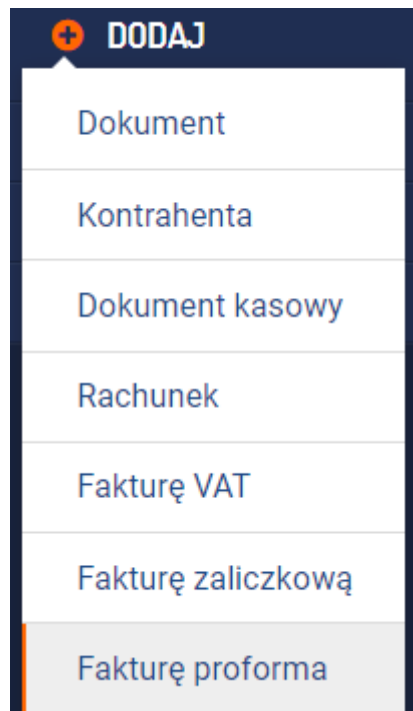 DODAJ
Dokument
Kontrahenta
Dokument kasowy
Rachunek
Fakturę VAT
Fakturę zaliczkową
Fakturę proforma